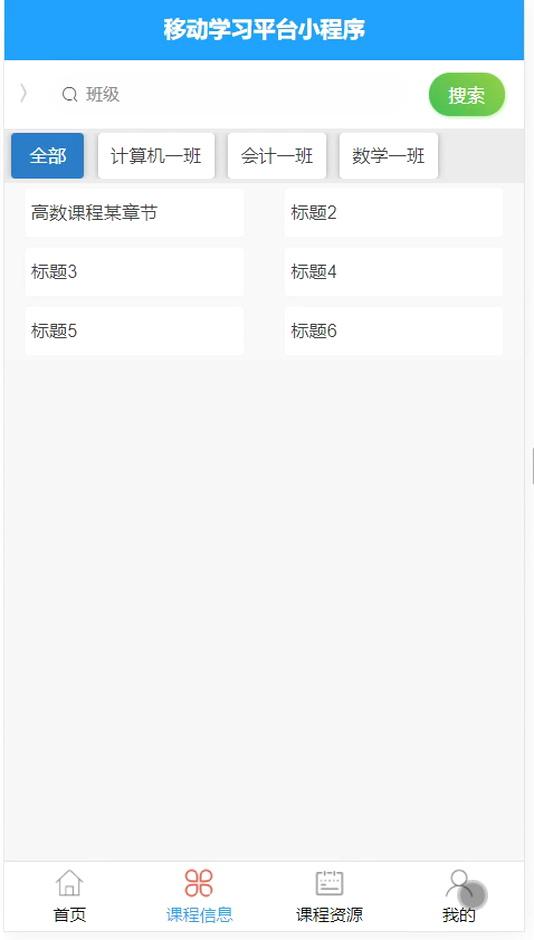 移动学习平台小程序
班级 搜索
全部 计算机一班 会计一班 数学一班
高数课程某章节 标题2
标题3 标题4
标题5 标题6
首页 课程信息 课程资源 我的